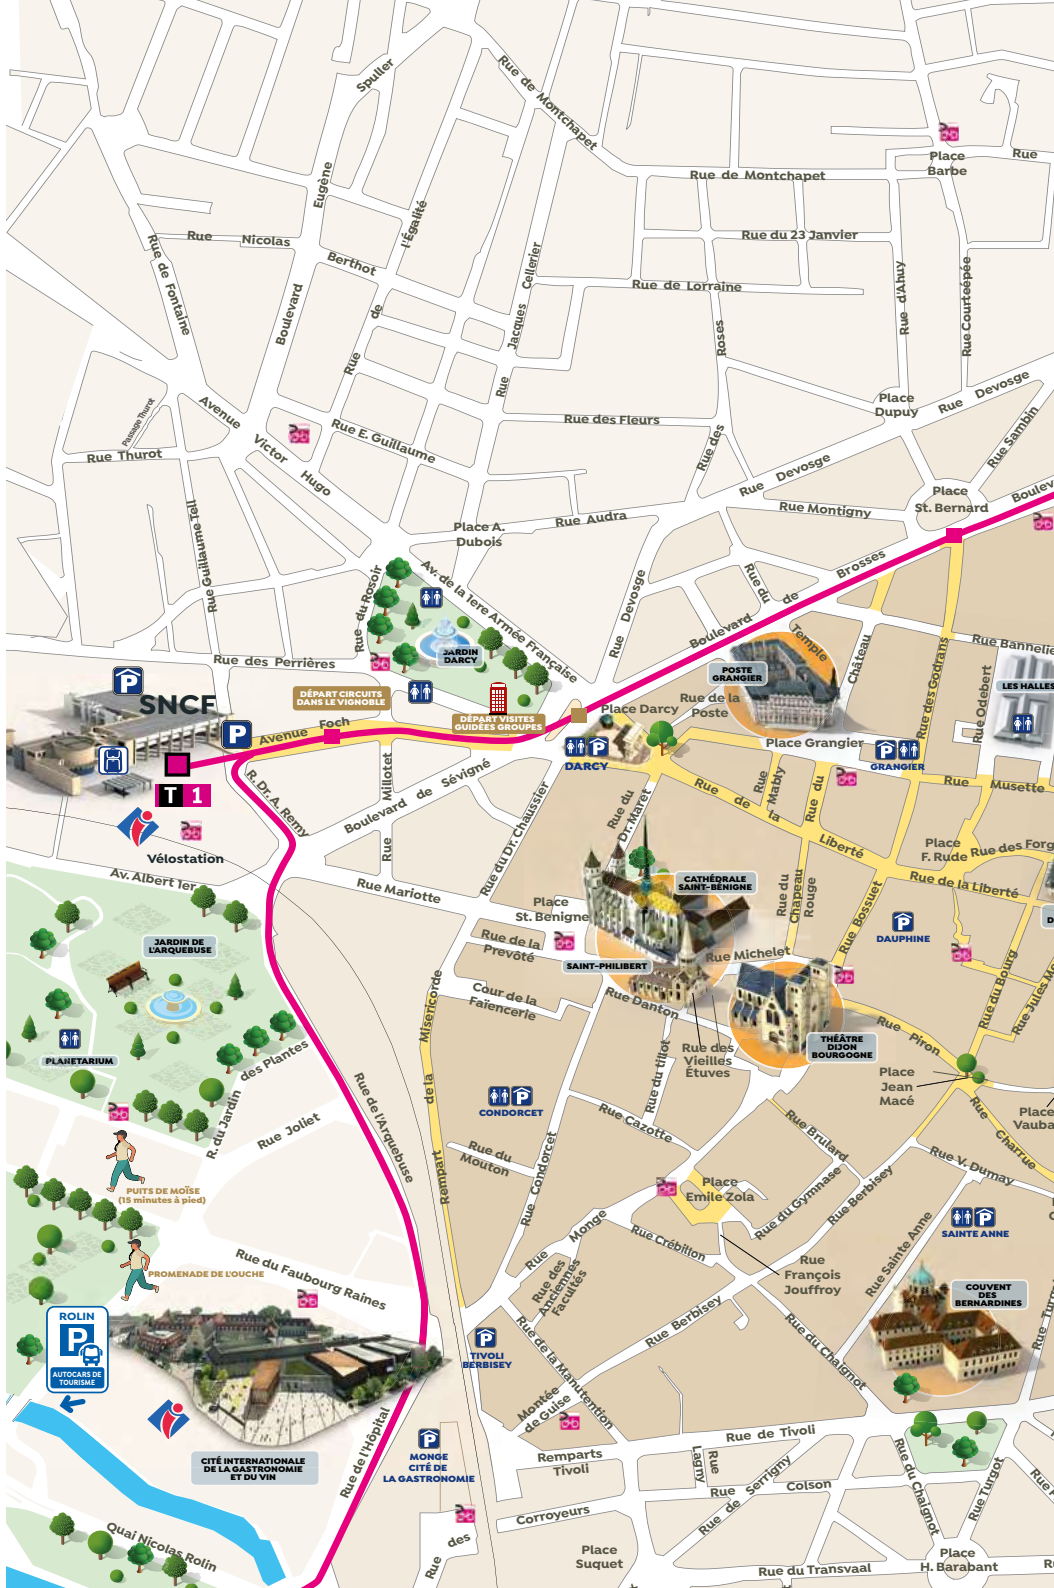 Spuller
Rue de Montchapet
Rue de Montchapet
Place
Barbe
Rue
Eugène
l'Égalité
Rue Nicolas
Berthot
Rue du 23 Janvier
Rue de Fontaine
Boulevard
Rue de
Rue Jacques Cellerier
Rue de Lorraine
Rue d'Ahuy
Rue Courteépée
Rue des Roses
Place
Dupuy
Rue Devosge
Rue Sambin
Passage Thurot
Avenue Victor Hugo
Rue E. Guillaume
Rue des Fleurs
Rue Thurot
Rue Devosge
Place
St. Bernard
Boulev
Rue Guillaume Tell
Place A.
Dubois
Rue Audra
Rue Montigny
Rue du Rosoir
Av. de la 1ere Armée Française
Rue Devosge
Boulevard de Brosses
Rue du
Temple
Château
Rue des Godrans
Rue Bannelie
Rue Odebert
LES HALLES
JARDIN
DARCY
POSTE
GRANGIER
Rue des Perrières
DÉPART CIRCUITS
DANS LE VIGNOBLE
DÉPART VISITES
GUIDÉES GROUPES
P
SNCF
P
Avenue Foch
Place Darcy
Rue de la
Poste
P
DARCY
Place Grangier
P
GRANGIER
T 1
Vélostation
R. Dr. A. Remy
Rue Millotet
Boulevard de Sévigné
Rue du Dr. Chaussier
Rue du
Dr. Maret
Rue Mably
Rue du
Rue de la Liberté
Rue Musette
Place
F. Rude
Rue des Forg
Rue de la Liberté
Av. Albert 1er
Rue Mariotte
CATHÉDRALE
SAINT-BÉNIGNE
Rue du
Chapeau
Rouge
Rue Bossuet
D
Place
St. Benigne
P
DAUPHINE
JARDIN DE
L'ARQUEBUSE
Rue de la
Prevôté
SAINT-PHILIBERT
Rue Michelet
Rue du Bourg
Rue Jules Me
Cour de la
Faïencerie
Rue Danton
THÉÂTRE
DIJON
BOURGOGNE
Rue Piron
PLANETARIUM
Rue des
Vieilles
Étuves
Rue du tillot
Place
Jean
Macé
R. du Jardin des Plantes
Rue de l'Arquebuse
Rempart de la Misericorde
P
CONDORCET
Rue Cazotte
Rue Brulard
Rue Charrue
Place
Vauba
Rue Joliet
Rue du
Mouton
Rue Condorcet
Rue V. Dumay
PUITS DE MOÏSE
(15 minutes à pied)
Place
Emile Zola
Rue du Gymnase
Rue Berbisey
Rue Sainte Anne
P
SAINTE ANNE
Rue Monge
Rue Crébillon
Rue
François
Jouffroy
Rue du Faubourg Raines
PROMENADE DE L'OUCHE
Rue des
Anciennes
Facultés
COUVENT
DES
BERNARDINES
ROLIN
P
AUTOCARS DE
TOURISME
P
TIVOLI
BERBISEY
Rue de la Manutention
Rue Berbisey
Rue du Chaignot
Rue Turg
Montée
de Guise
CITÉ INTERNATIONALE
DE LA GASTRONOMIE
ET DU VIN
Rue de l'Hôpital
P
MONGE
CITÉ DE
LA GASTRONOMIE
Remparts
Tivoli
Rue de Tivoli
Rue
Lagny
Rue Colson
Rue de Serrigny
Rue du Chaignot
Rue Turgot
Corroyeurs
Quai Nicolas Rolin
Rue des
Place
Suquet
Rue du Transvaal
Place
H. Barabant